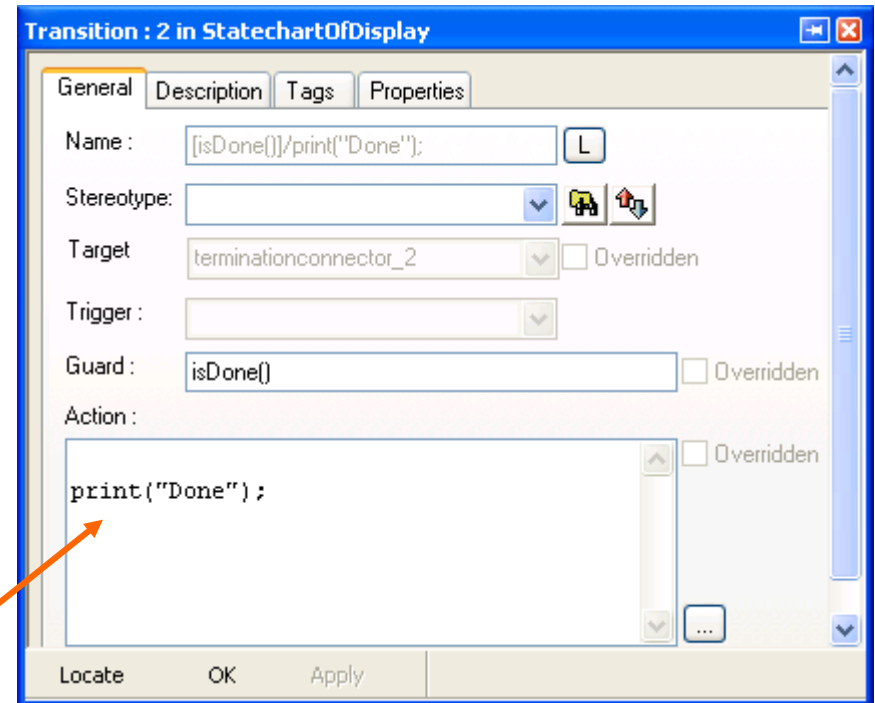 Transition : 2 in StatechartOfDisplay
General Description Tags Properties
Name : [isDone()]/print("Done"); L
Stereotype:
Target terminationconnector_2 Overridden
Trigger :
Guard : isDone() Overridden
Action :
Overridden
print("Done");
...
Locate OK Apply